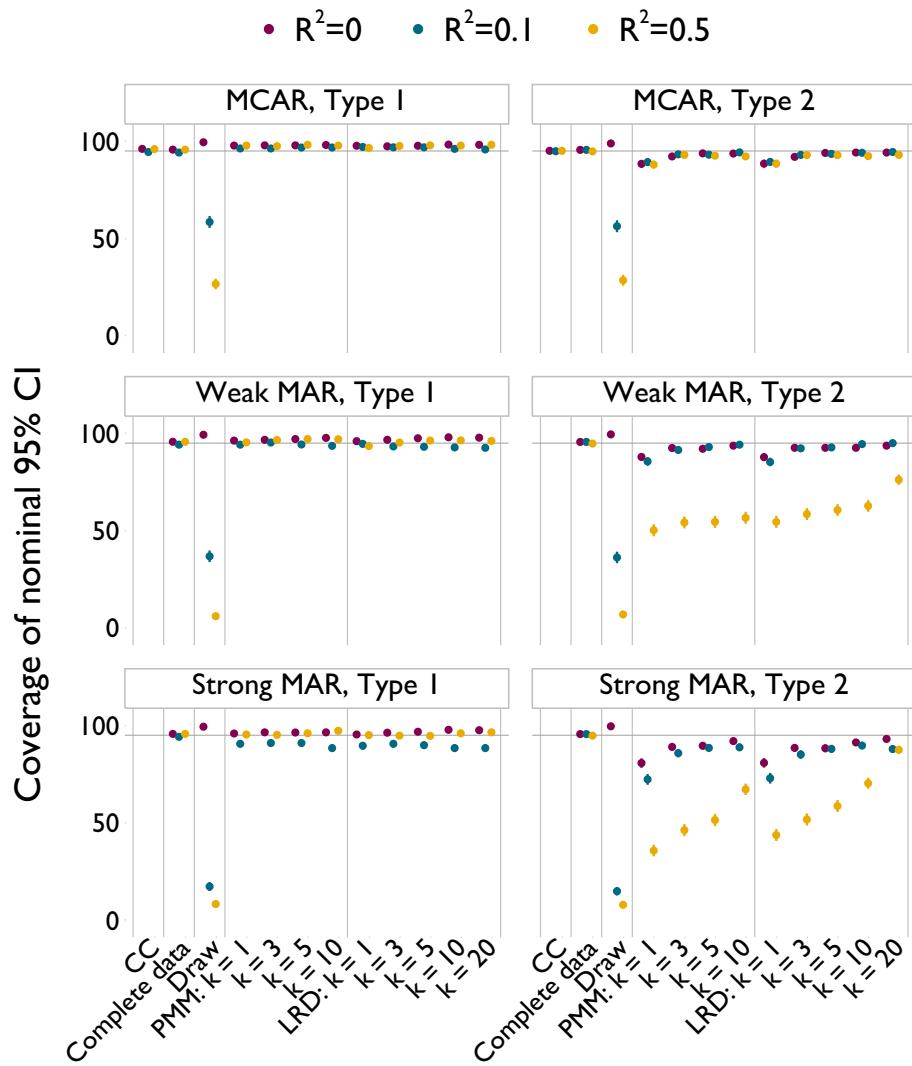 R²=0 R²=0.1 R²=0.5
MCAR, Type 1
MCAR, Type 2
100
50
0
Weak MAR, Type 1
Weak MAR, Type 2
100
50
0
Strong MAR, Type 1
Strong MAR, Type 2
100
50
0
Coverage of nominal 95% CI
CC
Complete data
Draw
PMM: k = 1
k = 3
k = 5
k = 10
LRD: k = 1
k = 3
k = 5
k = 10
k = 20
CC
Complete data
Draw
PMM: k = 1
k = 3
k = 5
k = 10
LRD: k = 1
k = 3
k = 5
k = 10
k = 20